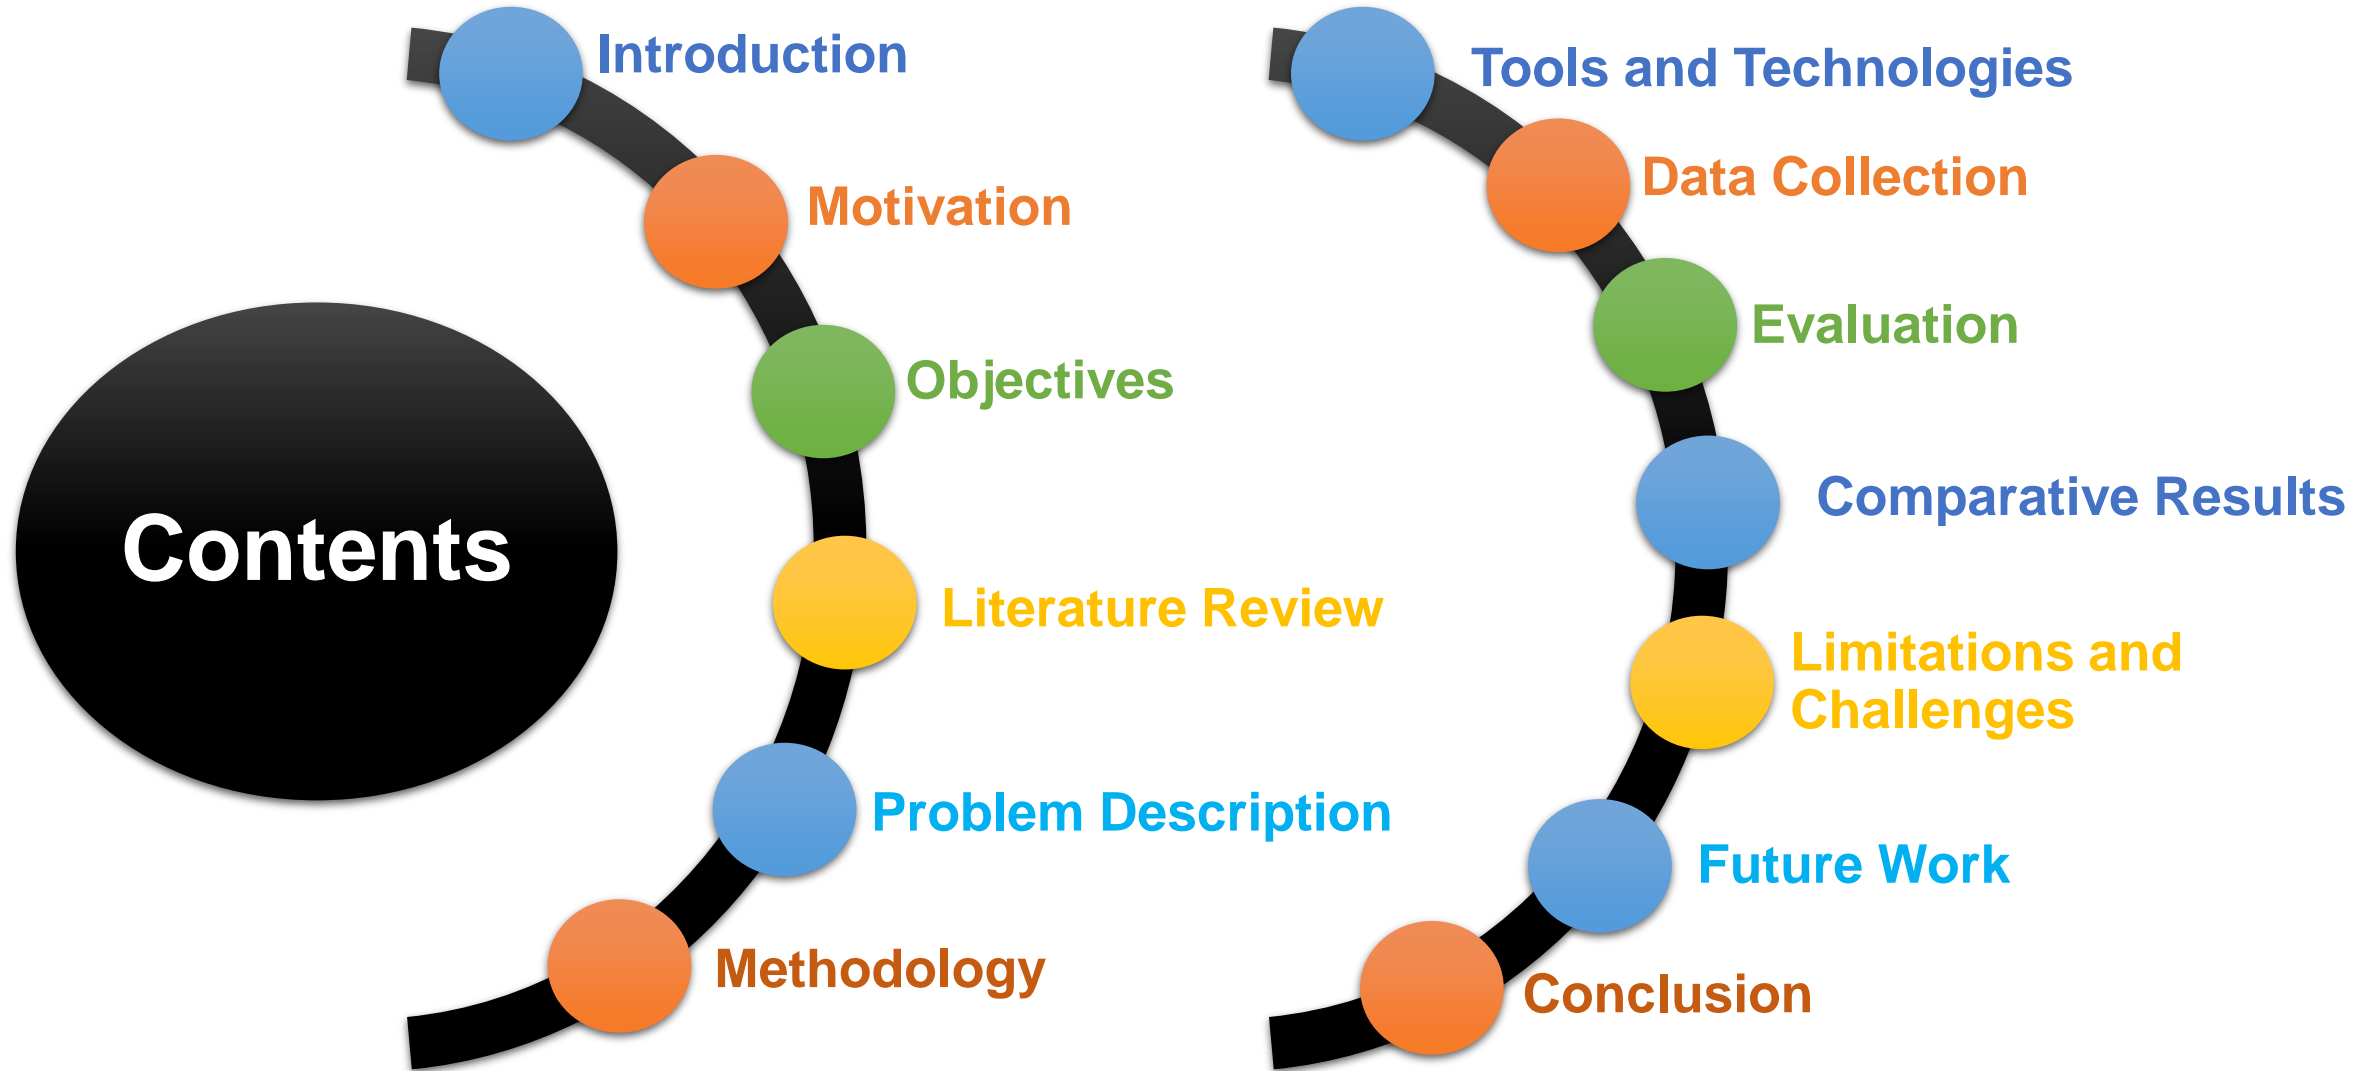 Contents
Introduction
Motivation
Objectives
Literature Review
Problem Description
Methodology
Tools and Technologies
Data Collection
Evaluation
Comparative Results
Limitations and
Challenges
Future Work
Conclusion